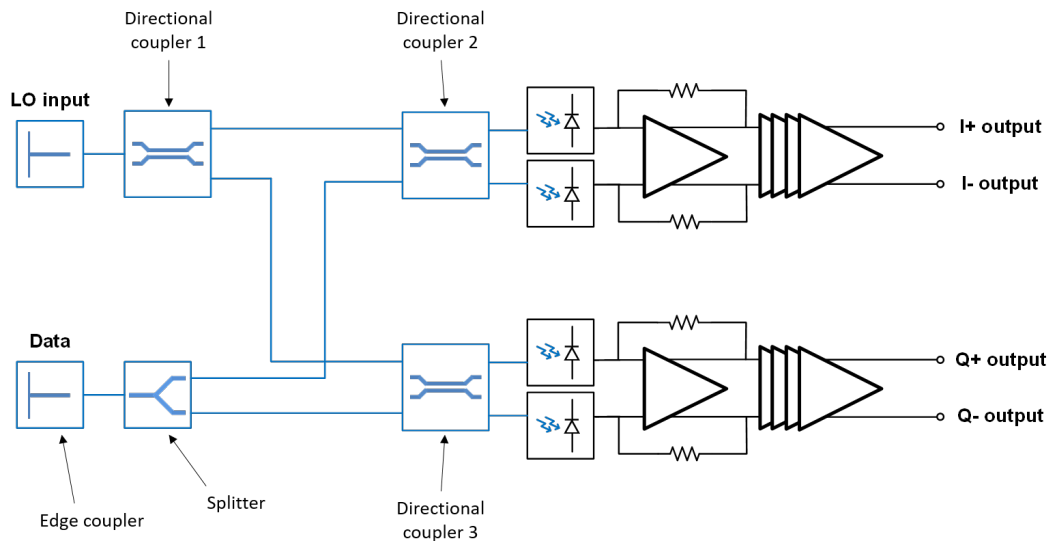 Directional
coupler 1
Directional
coupler 2
LO input
I+ output
I- output
Data
Q+ output
Q- output
Splitter
Edge coupler
Directional
coupler 3